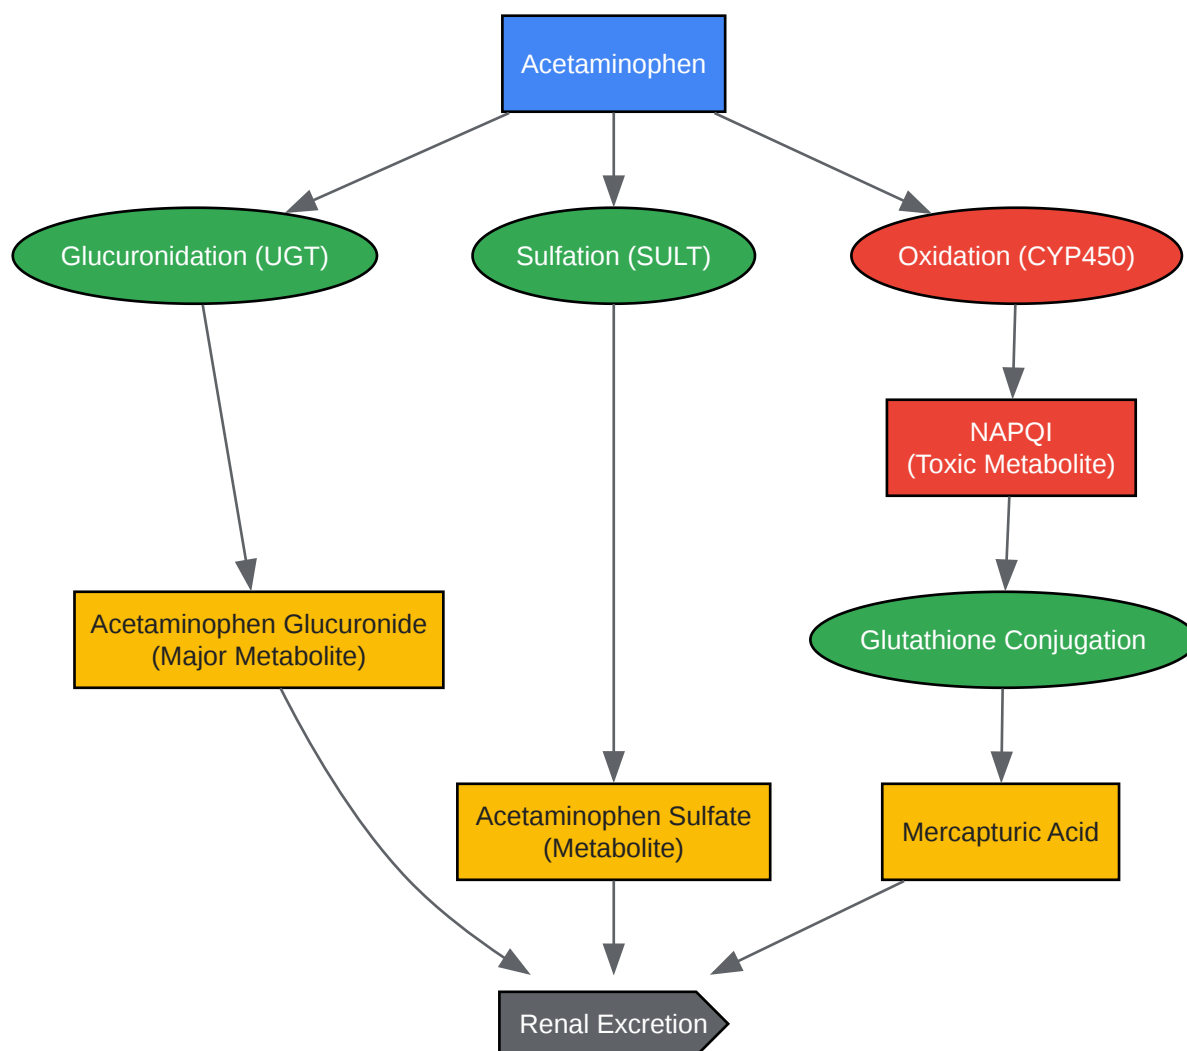 Acetaminophen
Glucuronidation (UGT)
Sulfation (SULT)
Oxidation (CYP450)
NAPQI
(Toxic Metabolite)
Acetaminophen Glucuronide
(Major Metabolite)
Glutathione Conjugation
Acetaminophen Sulfate
(Metabolite)
Mercapturic Acid
Renal Excretion